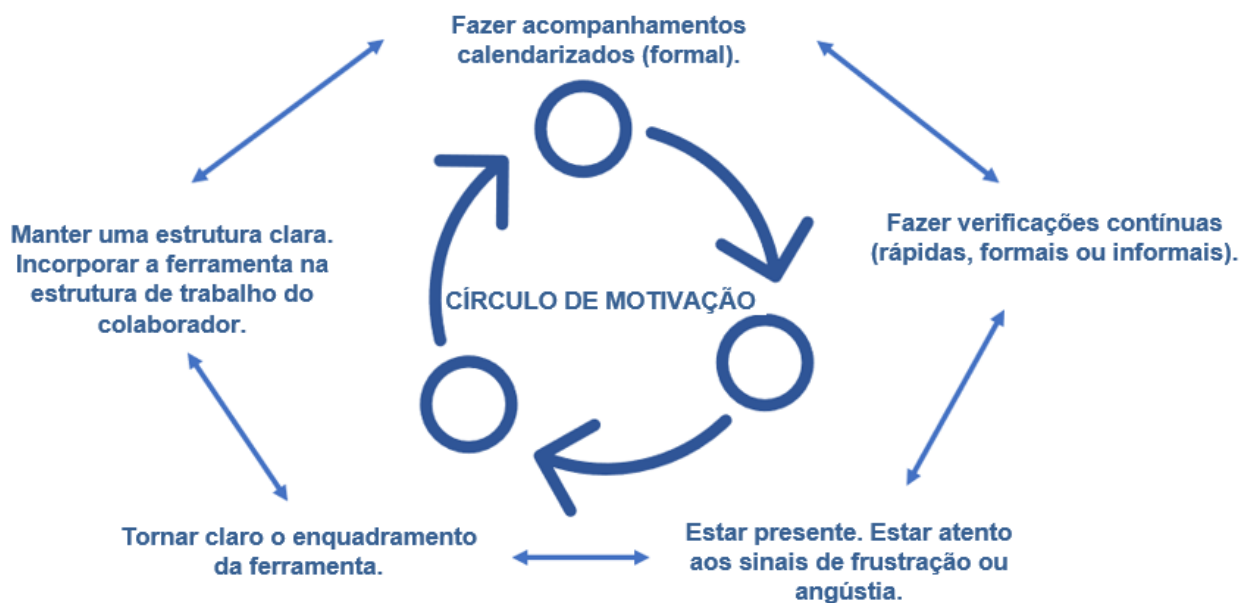 Fazer acompanhamentos
calendarizados (formal).
Manter uma estrutura clara.
Incorporar a ferramenta na
estrutura de trabalho do
colaborador.
Fazer verificações contínuas
(rápidas, formais ou informais).
CÍRCULO DE MOTIVAÇÃO
Tornar claro o enquadramento
da ferramenta.
Estar presente. Estar atento
aos sinais de frustração ou
angústia.